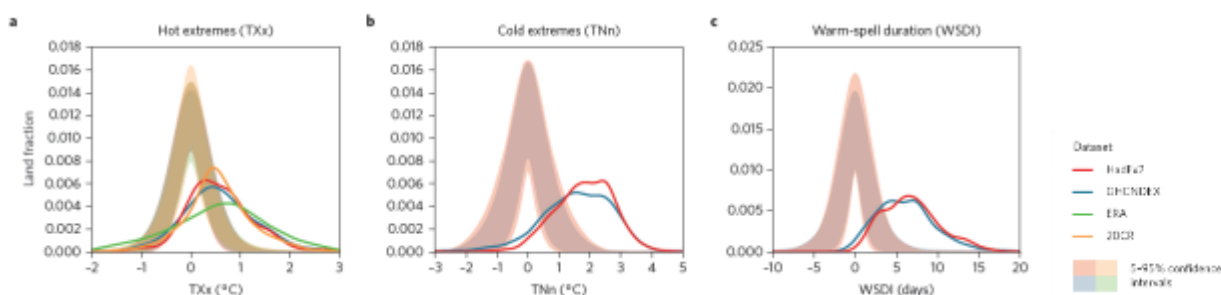 a
Hot extremes (TXx)
0.018
0.016
0.014
0.012
0.010
0.008
0.006
0.004
0.002
0.000
Land fraction
-2
-1
0
1
2
3
TXx (°C)
b
Cold extremes (TNn)
0.018
0.016
0.014
0.012
0.010
0.008
0.006
0.004
0.002
0.000
-3
-2
-1
0
1
2
3
4
5
TNn (°C)
c
Warm-spell duration (WSDI)
0.025
0.020
0.015
0.010
0.005
0.000
-10
-5
0
5
10
15
20
WSDI (days)
Dataset
HadEx2
GHCNDEX
ERA
20CR
5–95% confidence
intervals